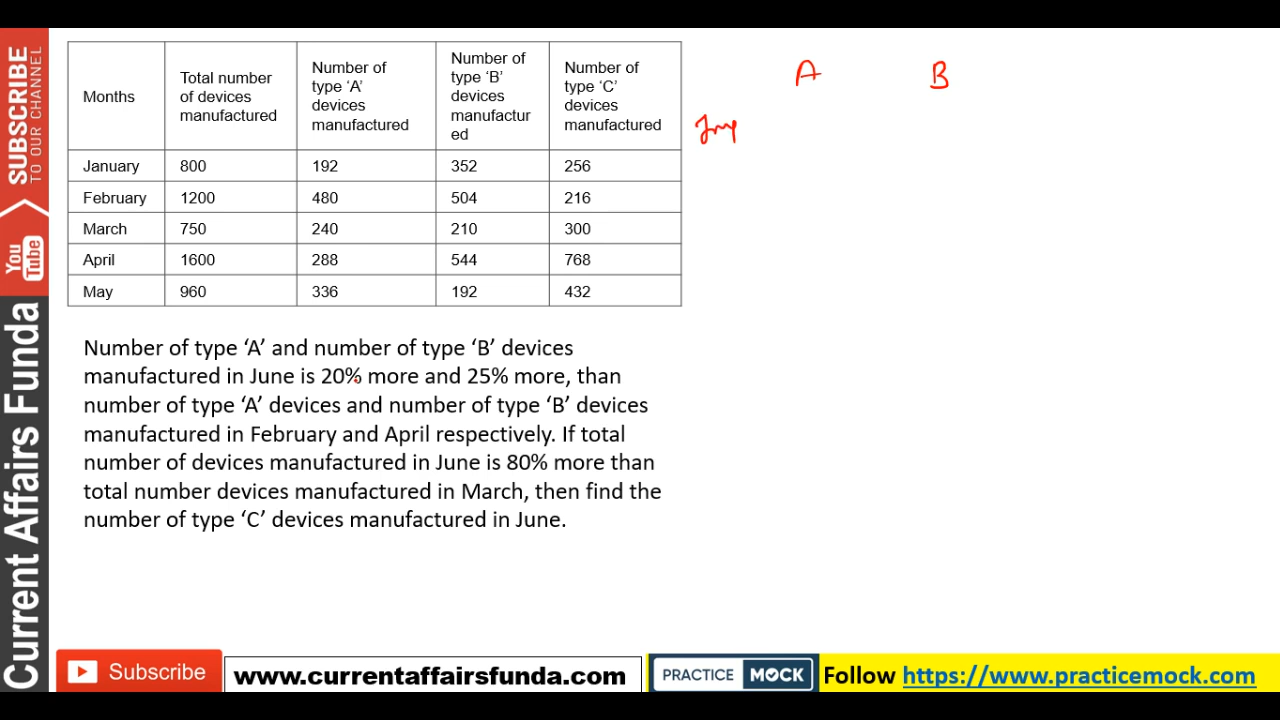 SUBSCRIBE
TO OUR CHANNEL
You
Tube
Current Affairs Funda
Months
Total number
of devices
manufactured
Number of
type ‘A’
devices
manufactured
Number of
type ‘B’
devices
manufactur
ed
Number of
type ‘C’
devices
manufactured
January 800 192 352 256
February 1200 480 504 216
March 750 240 210 300
April 1600 288 544 768
May 960 336 192 432
A B
Number of type ‘A’ and number of type ‘B’ devices
manufactured in June is 20% more and 25% more, than
number of type ‘A’ devices and number of type ‘B’ devices
manufactured in February and April respectively. If total
number of devices manufactured in June is 80% more than
total number devices manufactured in March, then find the
number of type ‘C’ devices manufactured in June.
Subscribe
www.currentaffairsfunda.com
PRACTICE MOCK
Follow https://www.practicemock.com